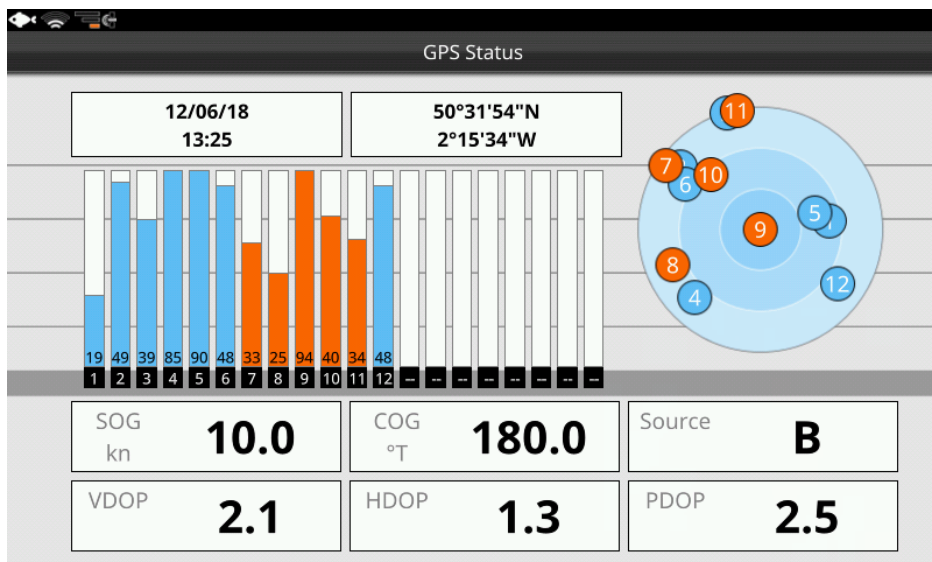 GPS Status
12/06/18
13:25
50°31'54"N
2°15'34"W
19 49 39 85 90 48 33 25 94 40 34 48
1 2 3 4 5 6 7 8 9 10 11 12 -- -- -- -- -- -- -- --
11
7
10
6
5
9
8
12
4
SOG
kn
10.0
COG
°T
180.0
Source
B
VDOP
2.1
HDOP
1.3
PDOP
2.5